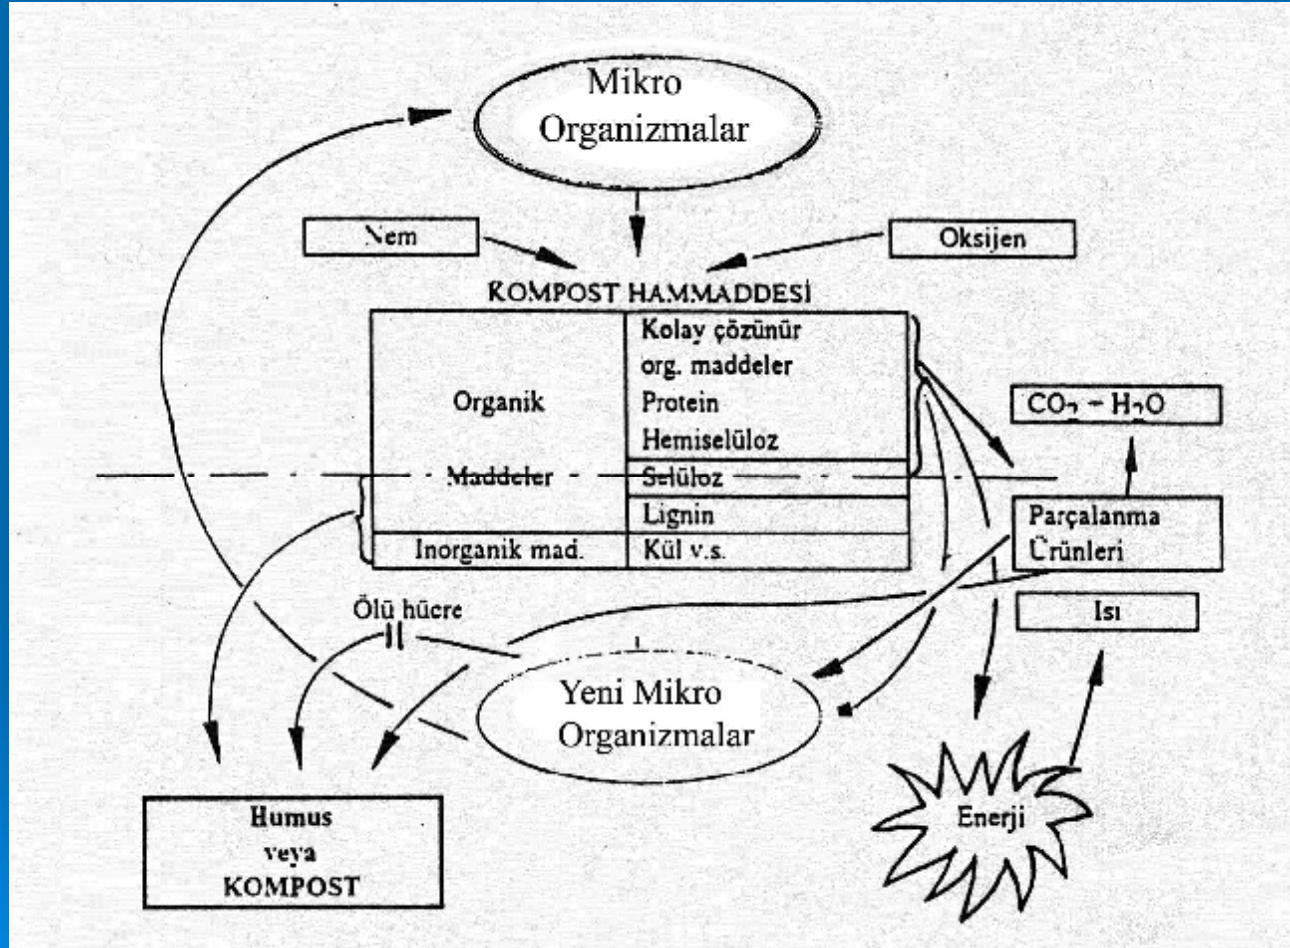 Mikro
Organizmalar
Nem
Oksijen
KOMPOST HAMMADDESİ
Kolay çözünür
org. maddeler
Organik
Protein
Hemiselüloz
CO2 - H2O
Maddeler
Selüloz
Lignin
Parçalanma
Ürünleri
Inorganik mad.
Kül v.s.
Ölü hücre
Isı
Yeni Mikro
Organizmalar
Humus
veya
KOMPOST
Enerji